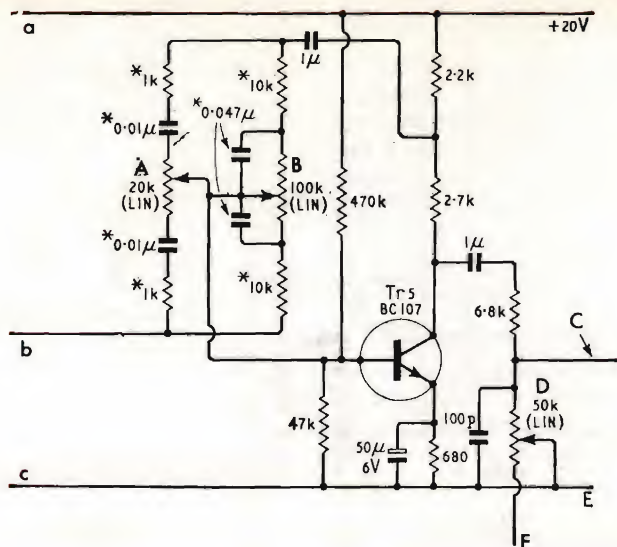 a
+20V
*1k
*10k
1μ
2.2k
*0·01μ
*0·047μ
A
20k
(LIN)
B
100k
(LIN)
470k
2.7k
*0·01μ
*1k
*10k
1μ
Tr5
BC107
6·8k
C
b
D
50k
(LIN)
47k
100p
50μ
6V
680
c
E
F